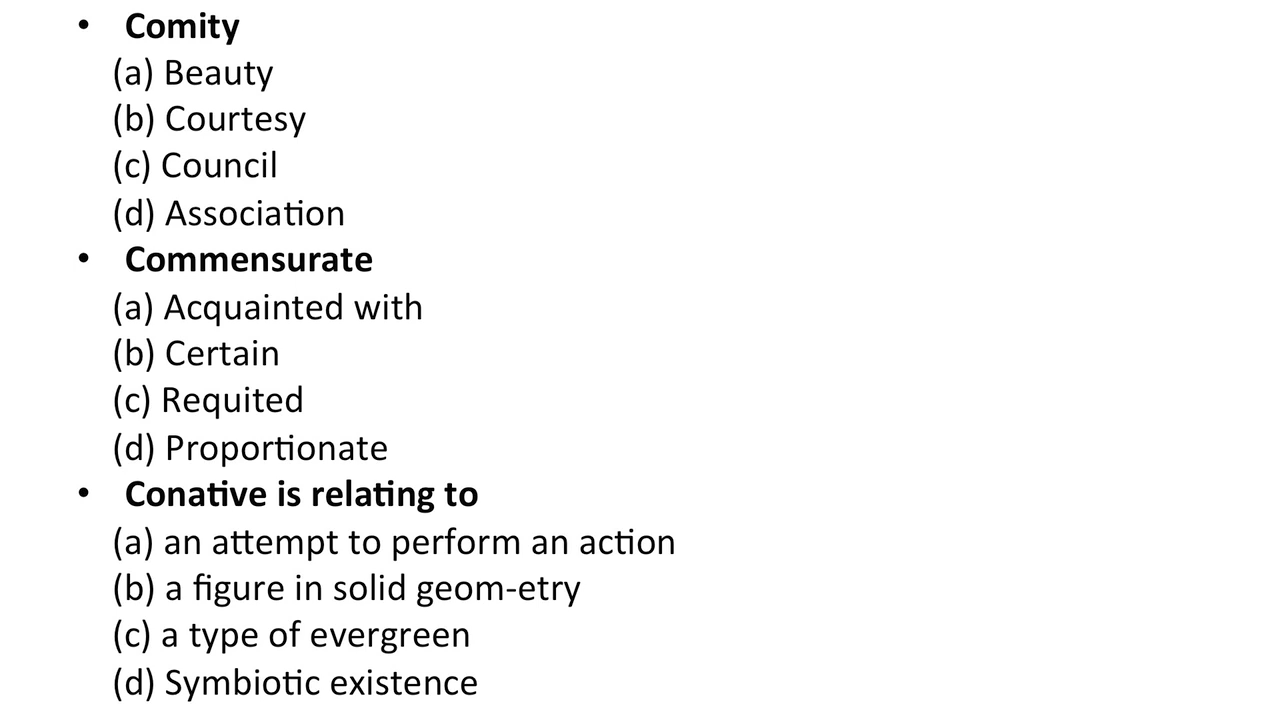 • Comity
(a) Beauty
(b) Courtesy
(c) Council
(d) Association
• Commensurate
(a) Acquainted with
(b) Certain
(c) Requited
(d) Proportionate
• Conative is relating to
(a) an attempt to perform an action
(b) a figure in solid geom-etry
(c) a type of evergreen
(d) Symbiotic existence